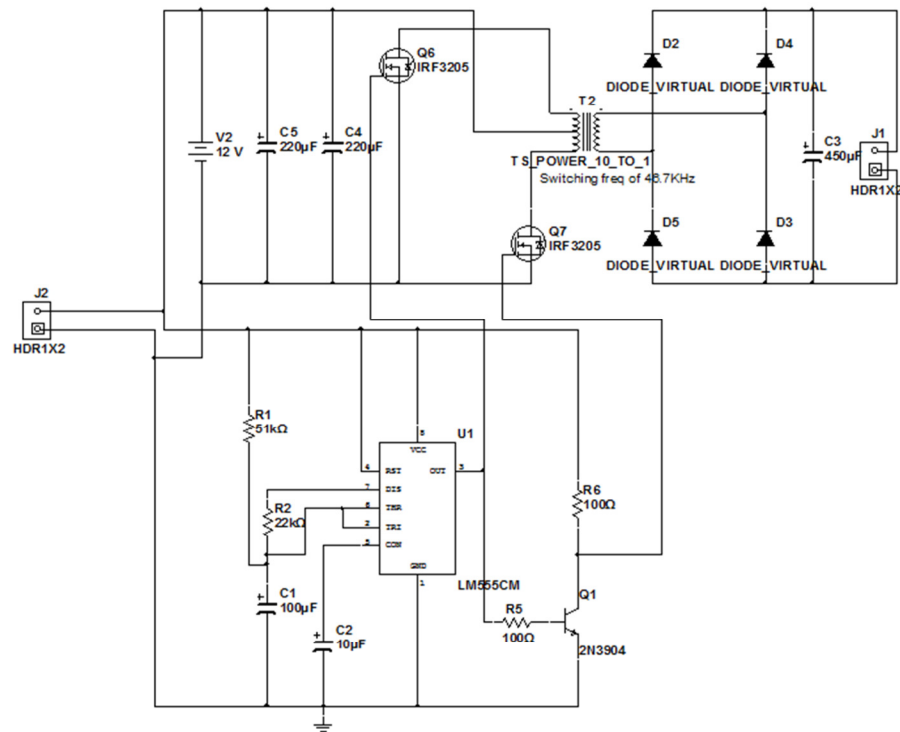 Q6
IRF3205
D2
D4
DIODE_VIRTUAL
DIODE_VIRTUAL
T2
V2
12 V
C5
220µF
C4
220µF
C3
450µF
J1
HDR1X2
TS_POWER_10_TO_1
Switching freq of 46.7KHz
Q7
IRF3205
D5
D3
DIODE_VIRTUAL
DIODE_VIRTUAL
J2
HDR1X2
R1
51kΩ
U1
8
VCC
4
RST
OUT
3
7
DIS
R2
22kΩ
6
THR
2
TRI
5
CON
GND
1
LM555CM
R6
100Ω
C1
100µF
C2
10µF
R5
100Ω
Q1
2N3904